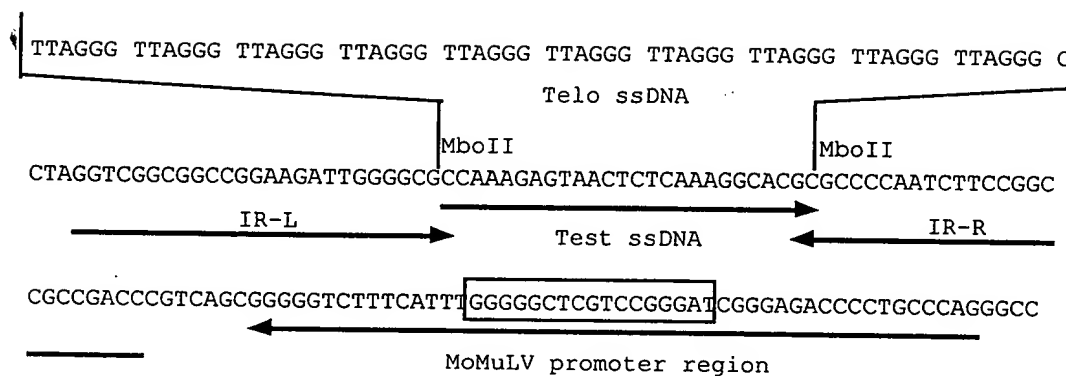 TTAGGG TTAGGG TTAGGG TTAGGG TTAGGG TTAGGG TTAGGG TTAGGG TTAGGG TTAGGG C
Telo ssDNA
MboII MboII
CTAGGTCGGCGGCCGGAAGATTGGGGCGCCAAAGAGTAACTCTCAAAGGCACGCGCCCCAATCTTCCGGC
IR-L Test ssDNA IR-R
CGCCGACCCGTCAGCGGGGGTCTTTCATTTGGGGGCTCGTCCGGGATCGGGAGACCCCTGCCCAGGGCC
MoMuLV promoter region